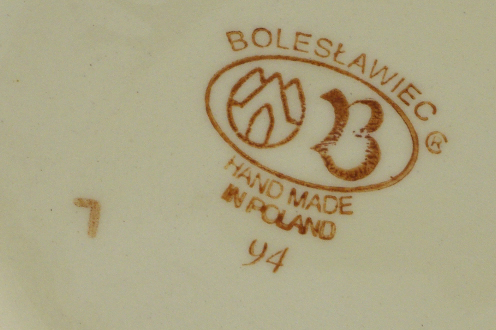 BOLESŁAWIEC ®
B
HAND MADE
IN POLAND
94